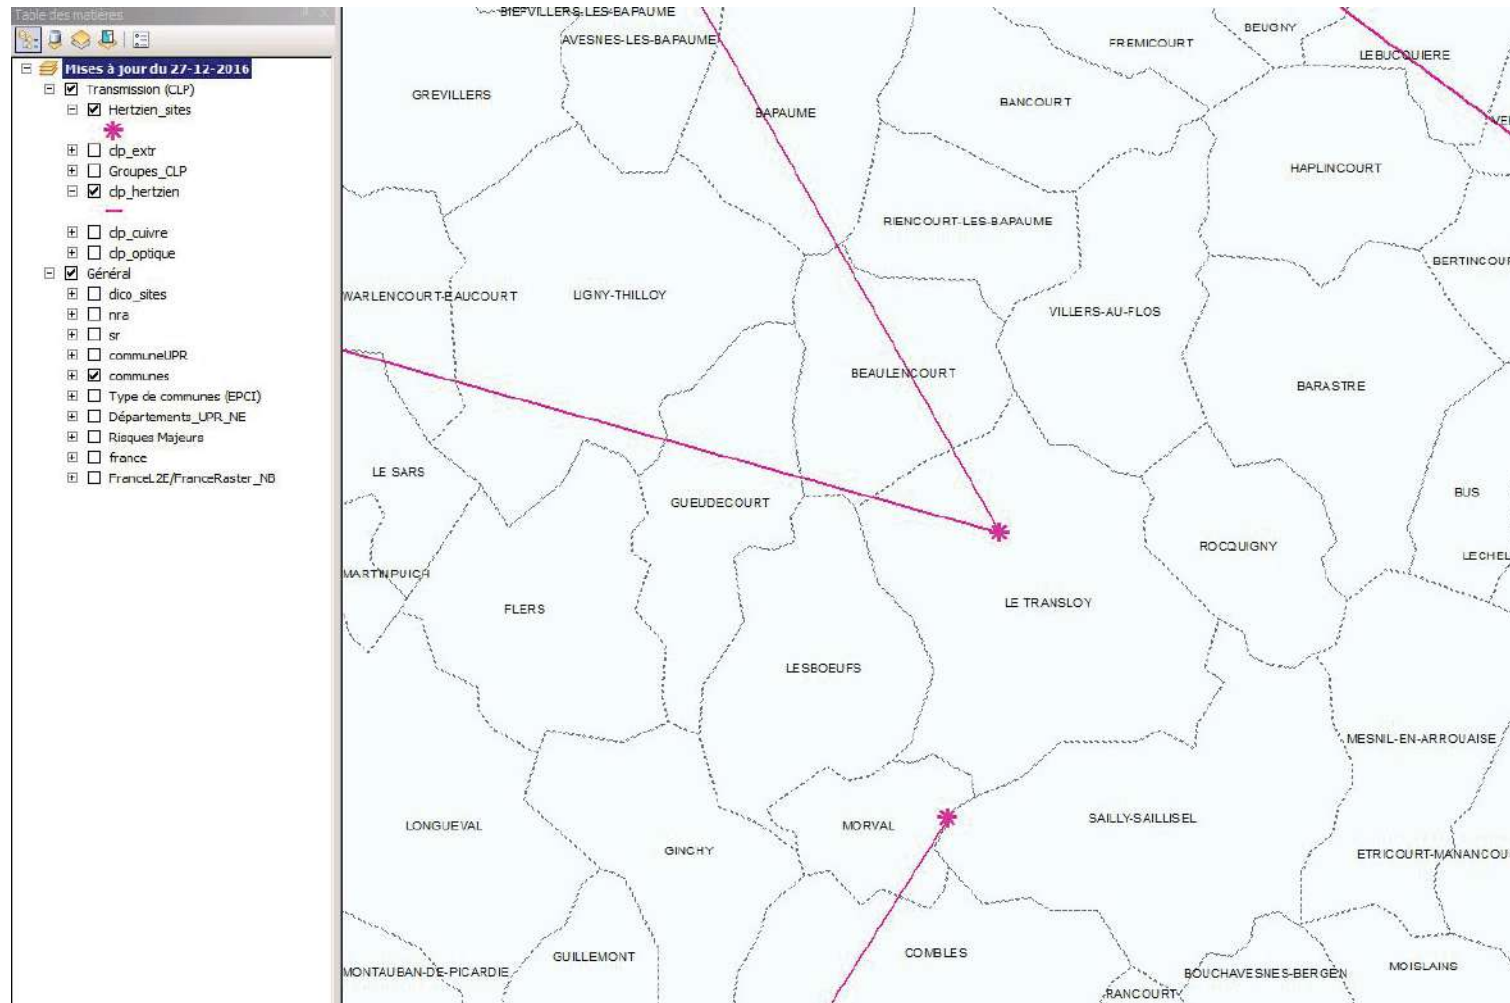 Table des matières
Mises à jour du 27-12-2016
Transmission (CLP)
Hertzien_sites
clp_extr
Groupes_CLP
clp_hertzien
clp_cuivre
clp_optique
Général
dico_sites
nra
sr
communeUPR
communes
Type de communes (EPCI)
Départements_UPR_NE
Risques Majeurs
france
FranceL2E/FranceRaster_NB
BIEFVILLERS-LES-BAPAUME
BEUGNY
AVESNES-LES-BAPAUME
FREMICOURT
LEBUCQUIERE
GREVILLERS
BANCOURT
BAPAUME
VE
HAPLINCOURT
RIENCOURT-LES-BAPAUME
BERTINCOUR
WARLENCOURT-EAUCOURT
LIGNY-THILLOY
VILLERS-AU-FLOS
BEAULENCOURT
BARASTRE
LE SARS
GUEUDECOURT
BUS
ROCQUIGNY
LECHEL
MARTINPUICH
FLERS
LE TRANSLOY
LESBOEUFS
MESNIL-EN-ARROUAISE
LONGUEVAL
MORVAL
SAILLY-SAILLISEL
GINCHY
ETRICOURT-MANANCOU
GUILLEMONT
COMBLES
MONTAUBAN-DE-PICARDIE
BOUCHAVESNES-BERGEN
MOISLAINS
RANCOURT